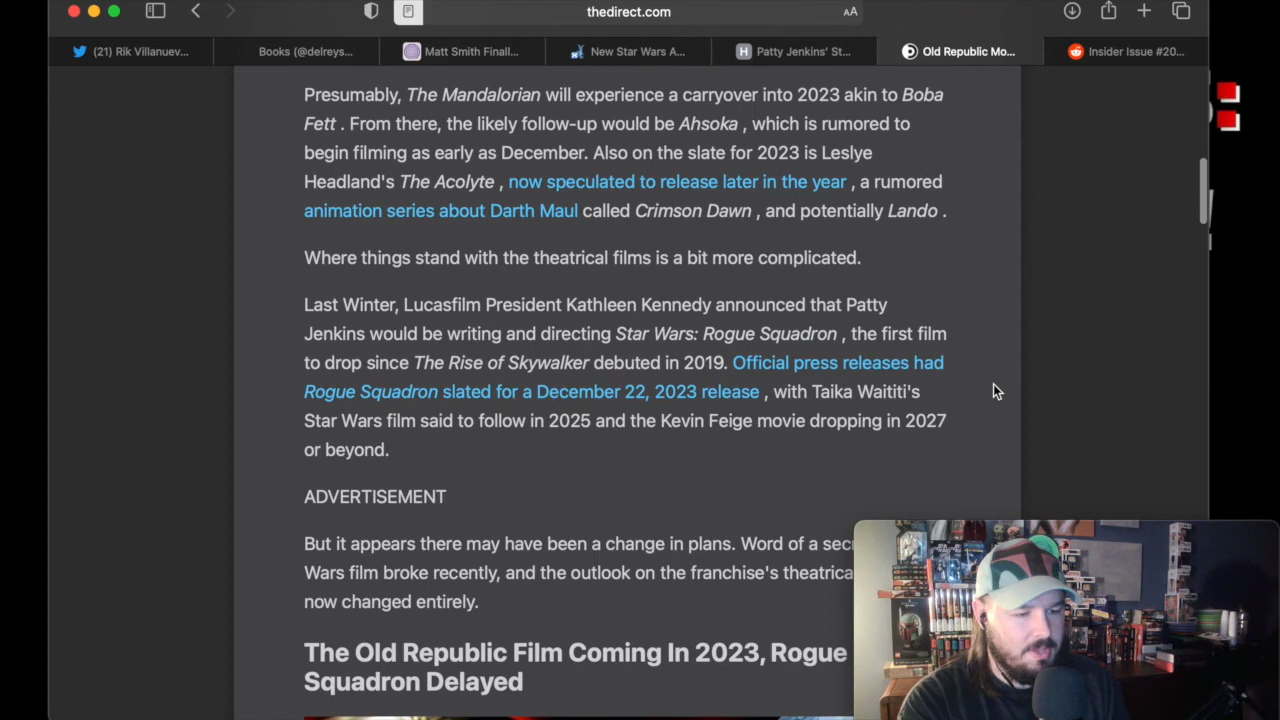 thedirect.com
AA
(21) Rik Villanuev...
Books (@delreys...
Matt Smith Finall...
New Star Wars A...
Patty Jenkins' St...
Old Republic Mo...
Insider Issue #20...
Presumably, The Mandalorian will experience a carryover into 2023 akin to Boba
Fett . From there, the likely follow-up would be Ahsoka , which is rumored to
begin filming as early as December. Also on the slate for 2023 is Leslye
Headland's The Acolyte , now speculated to release later in the year , a rumored
animation series about Darth Maul called Crimson Dawn , and potentially Lando .
Where things stand with the theatrical films is a bit more complicated.
Last Winter, Lucasfilm President Kathleen Kennedy announced that Patty
Jenkins would be writing and directing Star Wars: Rogue Squadron , the first film
to drop since The Rise of Skywalker debuted in 2019. Official press releases had
Rogue Squadron slated for a December 22, 2023 release , with Taika Waititi's
Star Wars film said to follow in 2025 and the Kevin Feige movie dropping in 2027
or beyond.
ADVERTISEMENT
But it appears there may have been a change in plans. Word of a
Wars film broke recently, and the outlook on the franchise's
now changed entirely.
The Old Republic Film Coming In 2023, Rogue
Squadron Delayed